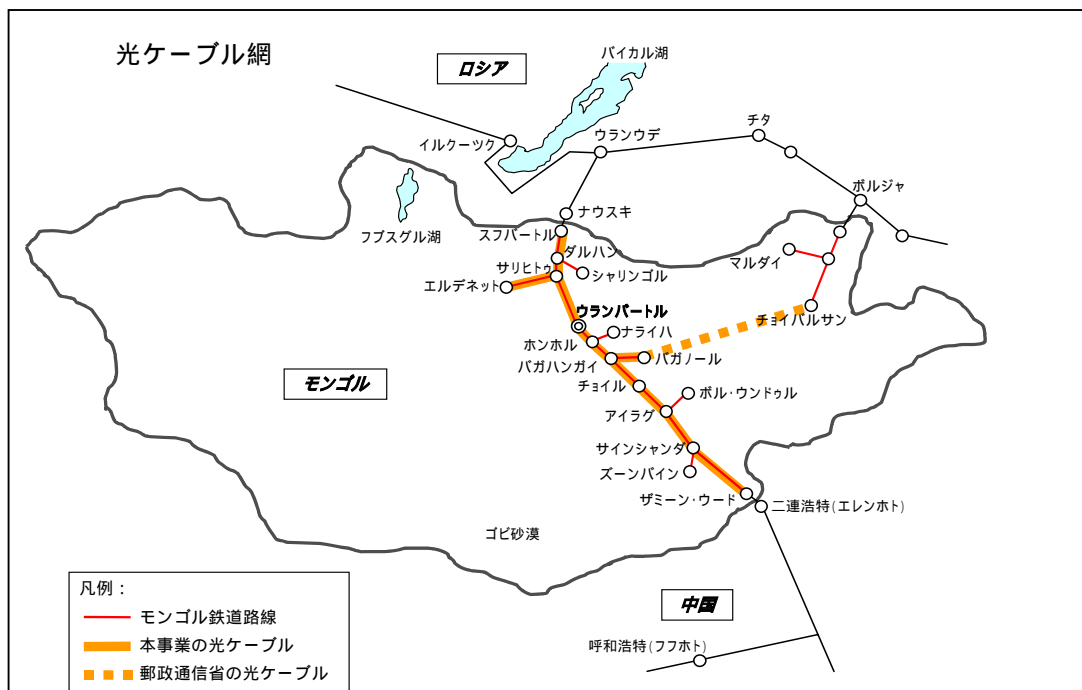 光ケーブル網
ロシア
バイカル湖
イルクーツク
ウランウデ
チタ
ボルジャ
ナウスキ
フブスグル湖
スフバートル
ダルハン
マルダイ
サリヒトゥ
シャリンゴル
エルデネット
ウランバートル
チョイバルサン
ナライハ
ホンホル
バガハンガイ
バガノール
モンゴル
チョイル
ボル・ウンドゥル
アイラグ
サインシャンダ
ズーンバイン
ザミーン・ウード
二連浩特(エレンホト)
ゴビ砂漠
凡例：
モンゴル鉄道路線
本事業の光ケーブル
郵政通信省の光ケーブル
中国
呼和浩特(フフホト)